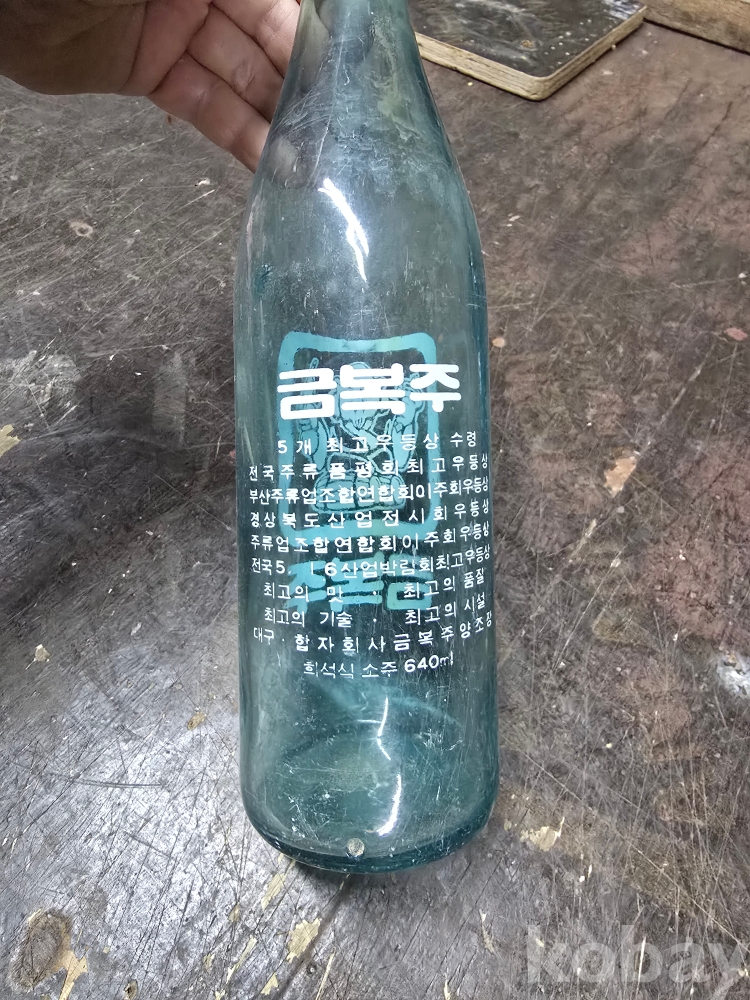 금복주
5개 최고우등상 수령
전국주류품평회최고우등상
부산주류업조합연합회이주회우등상
경상북도산업전시회우등상
주류업조합연합회이주회우등상
전국5. 16산업박림회최고우등상
최고의 맛 · 최고의 품질
최고의 기술 · 최고의 시설
대구 · 합자회사금복주양조장
희석식 소주 640ml
금복주
kobay